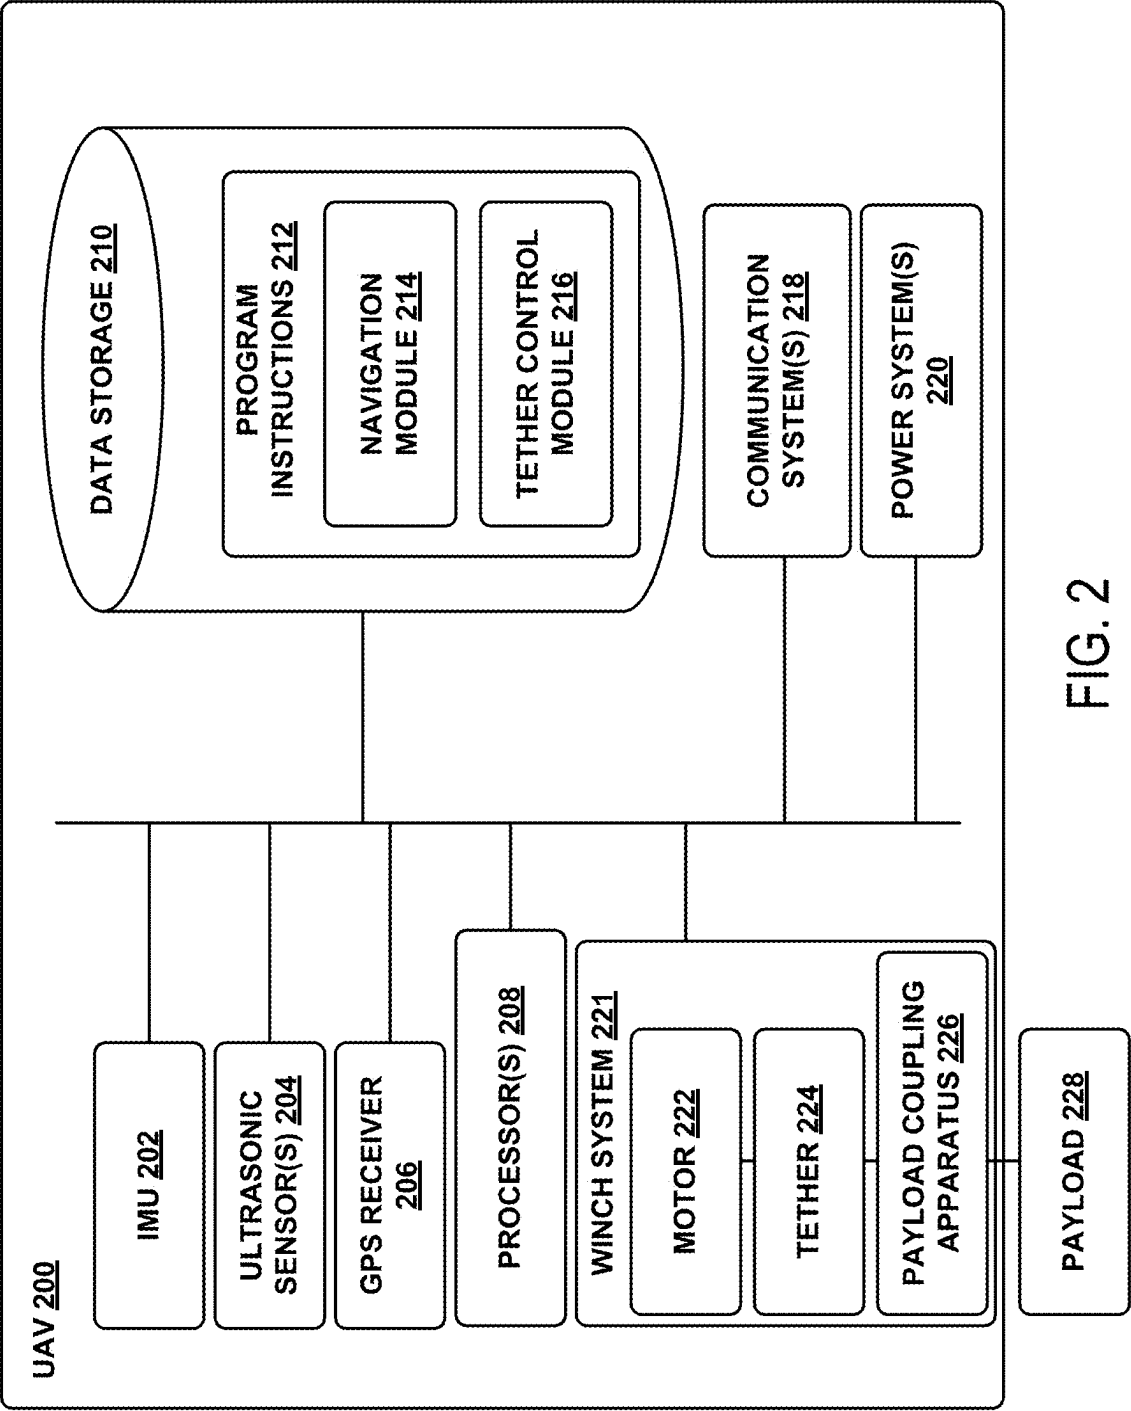 UAV 200
IMU 202
ULTRASONIC
SENSOR(S) 204
GPS RECEIVER
206
PROCESSOR(S) 208
WINCH SYSTEM 221
MOTOR 222
TETHER 224
PAYLOAD COUPLING
APPARATUS 226
PAYLOAD 228
DATA STORAGE 210
PROGRAM
INSTRUCTIONS 212
NAVIGATION
MODULE 214
TETHER CONTROL
MODULE 216
COMMUNICATION
SYSTEM(S) 218
POWER SYSTEM(S)
220
FIG. 2